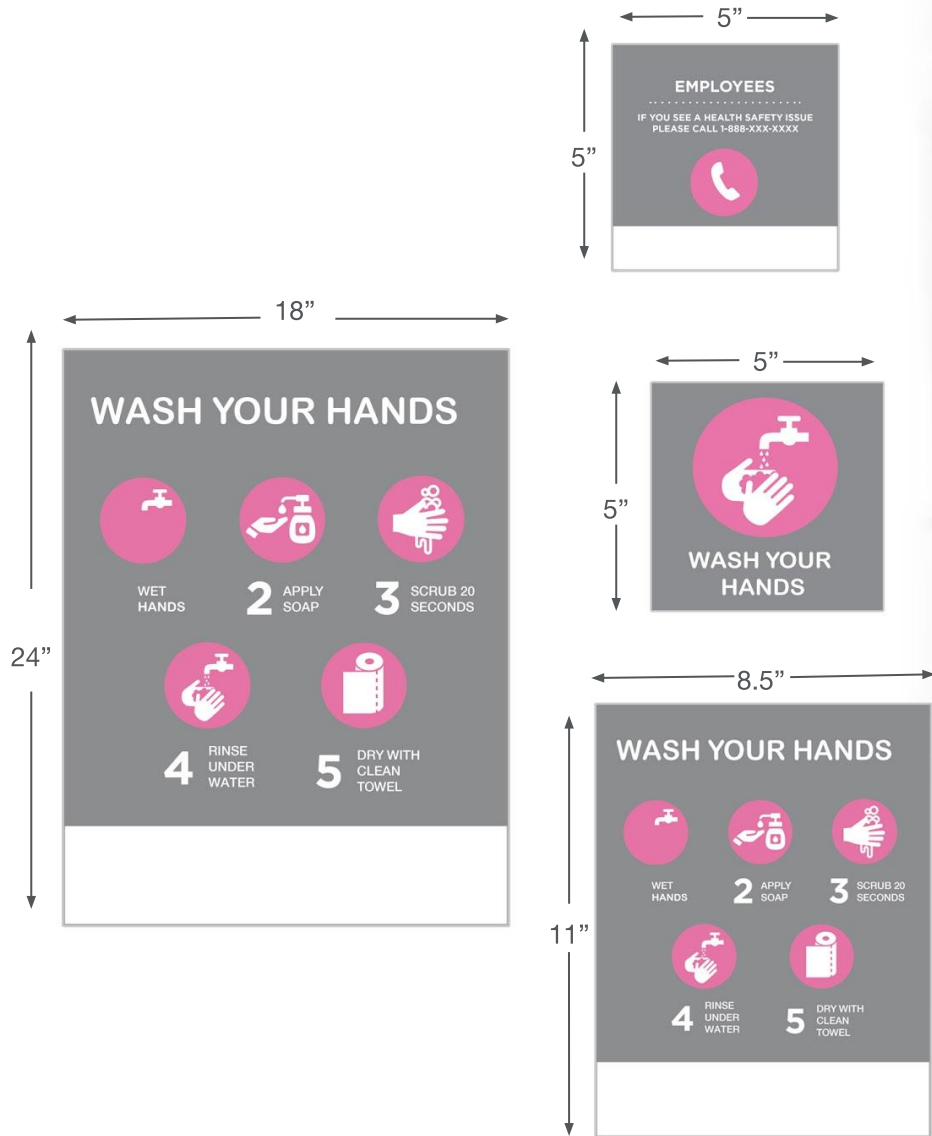 5”
5”
EMPLOYEES
IF YOU SEE A HEALTH SAFETY ISSUE
PLEASE CALL 1-888-XXX-XXXX
18”
24”
WASH YOUR HANDS
WET
HANDS
2 APPLY
SOAP
3 SCRUB 20
SECONDS
4 RINSE
UNDER
WATER
5 DRY WITH
CLEAN
TOWEL
5”
5”
WASH YOUR
HANDS
8.5”
11”
WASH YOUR HANDS
WET
HANDS
2 APPLY
SOAP
3 SCRUB 20
SECONDS
4 RINSE
UNDER
WATER
5 DRY WITH
CLEAN
TOWEL